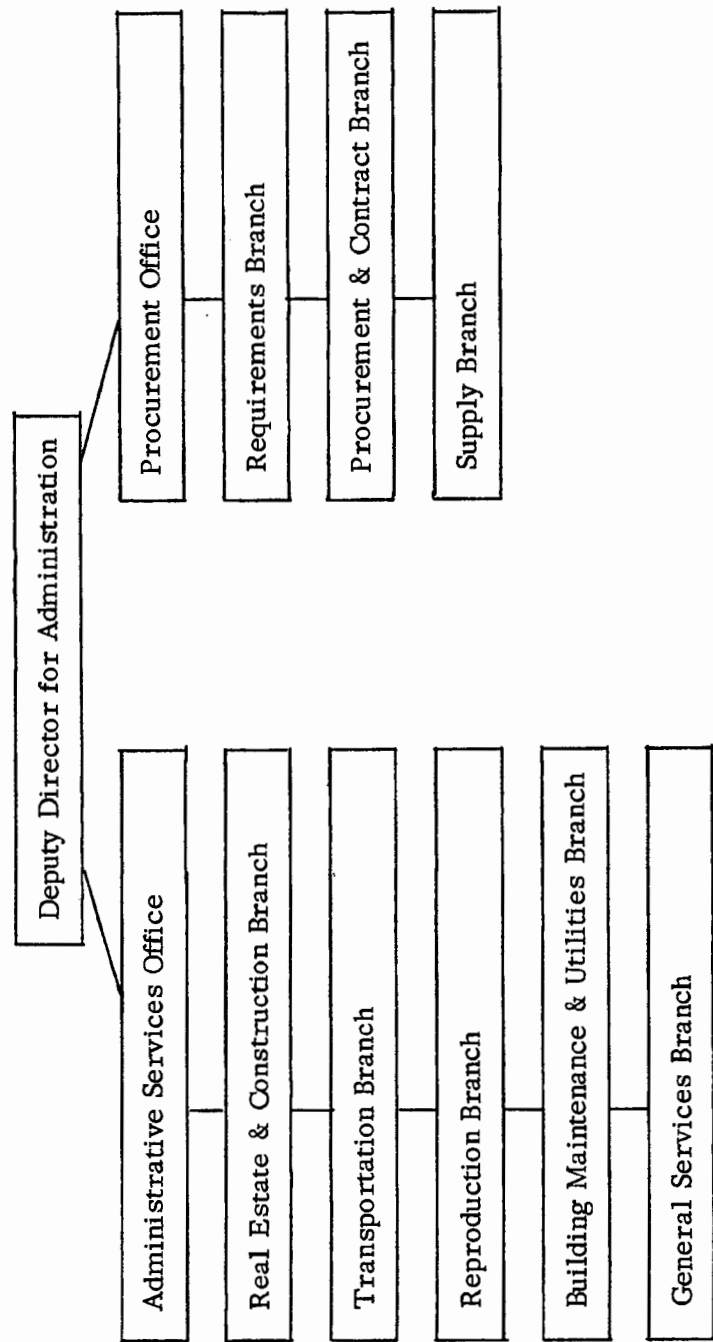 Deputy Director for Administration
Administrative Services Office
Real Estate & Construction Branch
Transportation Branch
Reproduction Branch
Building Maintenance & Utilities Branch
General Services Branch
Procurement Office
Requirements Branch
Procurement & Contract Branch
Supply Branch